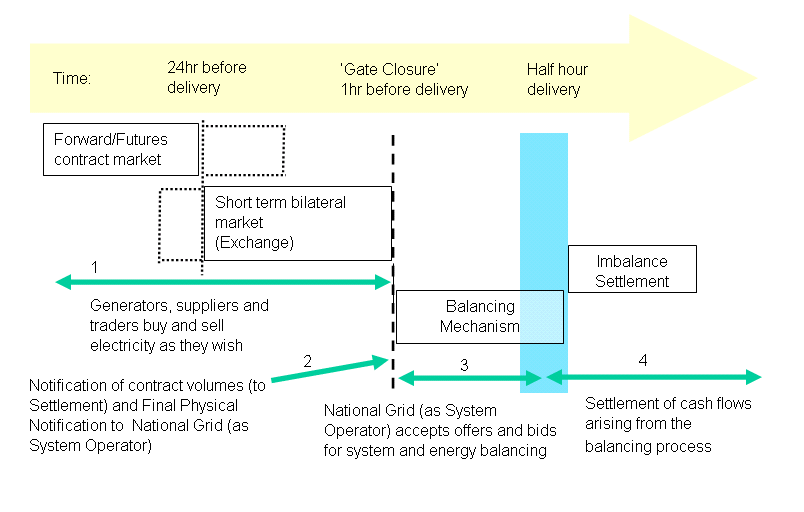 Time:
24hr before
delivery
‘Gate Closure’
1hr before delivery
Half hour
delivery
Forward/Futures
contract market
Short term bilateral
market
(Exchange)
Imbalance
Settlement
1
Generators, suppliers and
traders buy and sell
electricity as they wish
Balancing
Mechanism
2
3
4
Notification of contract volumes (to
Settlement) and Final Physical
Notification to National Grid (as
System Operator)
National Grid (as System
Operator) accepts offers and bids
for system and energy balancing
Settlement of cash flows
arising from the
balancing process